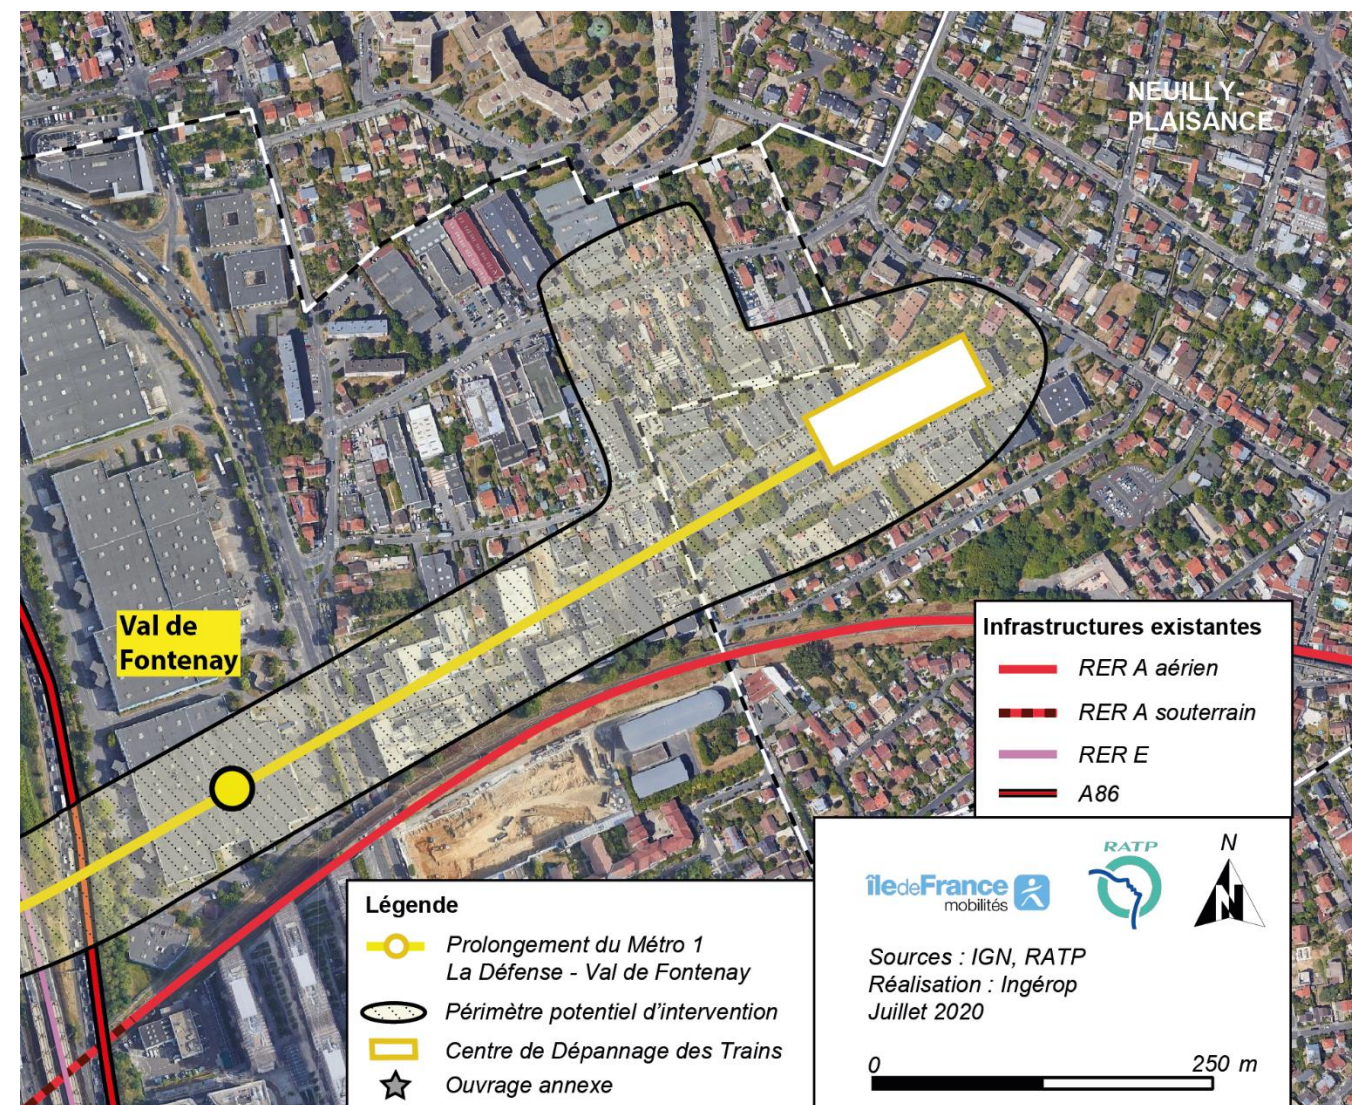 NEUILLY-
PLAISANCE
Val de
Fontenay
Infrastructures existantes
RER A aérien
RER A souterrain
RER E
A86
Légende
Prolongement du Métro 1
La Défense - Val de Fontenay
Périmètre potentiel d'intervention
Centre de Dépannage des Trains
Ouvrage annexe
îledeFrance
mobilités
RATP
N
N
Sources : IGN, RATP
Réalisation : Ingérop
Juillet 2020
0 250 m